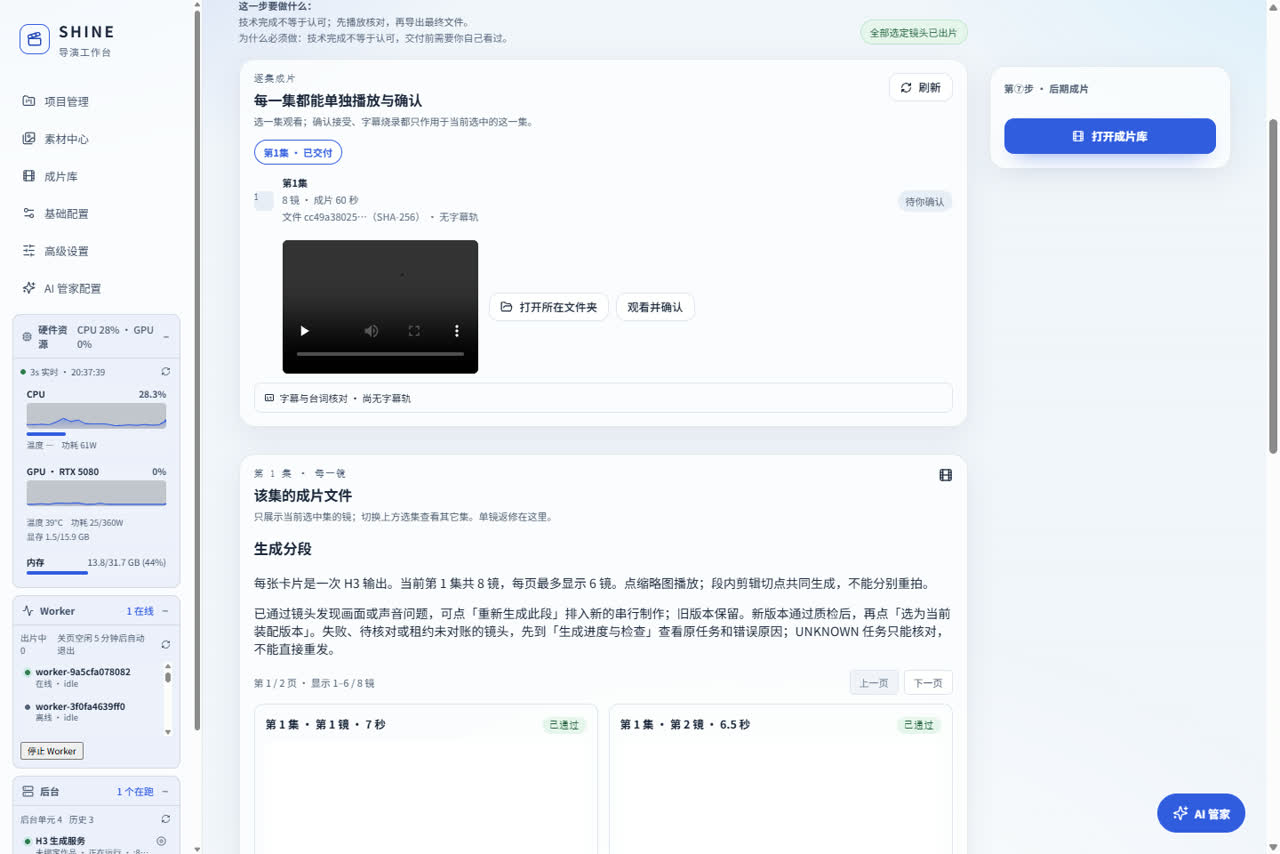 SHINE
导演工作台
项目管理
素材中心
成片库
基础配置
高级设置
AI 管家配置
硬件资源
CPU 28% · GPU 0%
3s 实时 · 20:37:39
CPU
28.3%
温度 — 功耗 61W
GPU · RTX 5080
0%
温度 39°C 功耗 25/360W
显存 1.5/15.9 GB
内存
13.8/31.7 GB (44%)
Worker
1 在线
出片中 0
关页空闲 5 分钟后自动退出
worker-9a5cfa078082
在线 · idle
worker-3f0fa4639ff0
离线 · idle
停止 Worker
后台
1 个在跑
后台单元 4 历史 3
H3 生成服务
这一步要做什么：
技术完成不等于认可；先播放核对，再导出最终文件。
为什么必须做：技术完成不等于认可，交付前需要你自己看过。
全部选定镜头已出片
逐集成片
每一集都能单独播放与确认
选一集观看；确认接受、字幕烧录都只作用于当前选中的这一集。
刷新
第1集 · 已交付
1
第1集
8 镜 · 成片 60 秒
文件 cc49a38025…（SHA-256） · 无字幕轨
待你确认
打开所在文件夹
观看并确认
字幕与台词核对 · 尚无字幕轨
第 1 集 · 每一镜
该集的成片文件
只展示当前选中集的镜；切换上方选集查看其它集。单镜返修在这里。
生成分段
每张卡片是一次 H3 输出。当前第 1 集共 8 镜，每页最多显示 6 镜。点缩略图播放；段内剪辑切点共同生成，不能分别重拍。
已通过镜头发现画面或声音问题，可点「重新生成此段」排入新的串行制作；旧版本保留。新版本通过质检后，再点「选为当前
装配版本」。失败、待核对或租约未对账的镜头，先到「生成进度与检查」查看原任务和错误原因；UNKNOWN 任务只能核对，
不能直接重发。
第 1 / 2 页 · 显示 1–6 / 8 镜
上一页
下一页
第 1 集 · 第 1 镜 · 7 秒
已通过
第 1 集 · 第 2 镜 · 6.5 秒
已通过
第⑦步 · 后期成片
打开成片库
AI 管家